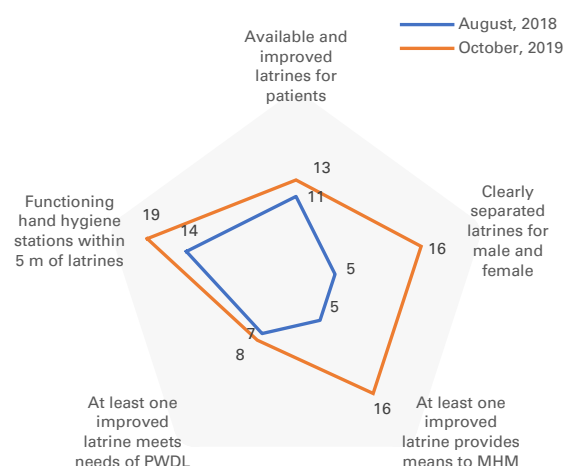 August, 2018
October, 2019
Available and
improved
latrines for
patients
13
11
Clearly
separated
latrines for
male and
female
16
5
Functioning
hand hygiene
stations within
5 m of latrines
19
14
5
7
8
16
At least one
improved
latrine meets
needs of PWDL
At least one
improved
latrine provides
means to MHM